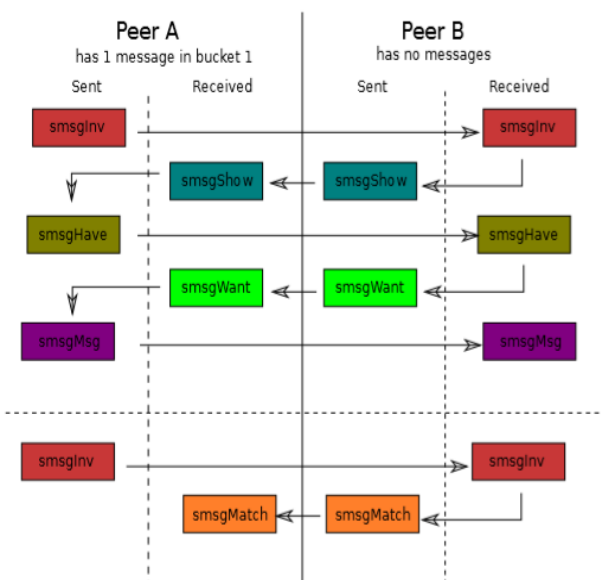 Peer A
Peer B
has 1 message in bucket 1
has no messages
Sent
Received
Sent
Received
smsgInv
smsgInv
smsgShow
smsgShow
smsgHave
smsgHave
smsgWant
smsgWant
smsgMsg
smsgMsg
smsgInv
smsgInv
smsgMatch
smsgMatch